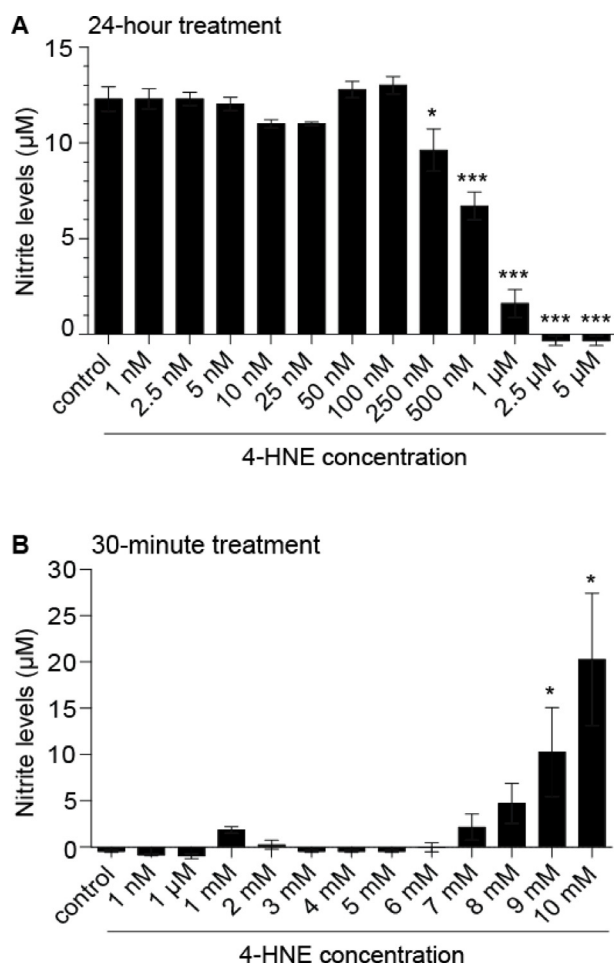 A 24-hour treatment
15
10
5
0
Nitrite levels (µM)
* *** *** *** ***
control 1 nM 2.5 nM 5 nM 10 nM 25 nM 50 nM 100 nM 250 nM 500 nM 1 µM 2.5 µM 5 µM
4-HNE concentration
B 30-minute treatment
30
25
20
15
10
5
0
Nitrite levels (µM)
* *
control 1 nM 1 µM 1 mM 2 mM 3 mM 4 mM 5 mM 6 mM 7 mM 8 mM 9 mM 10 mM
4-HNE concentration